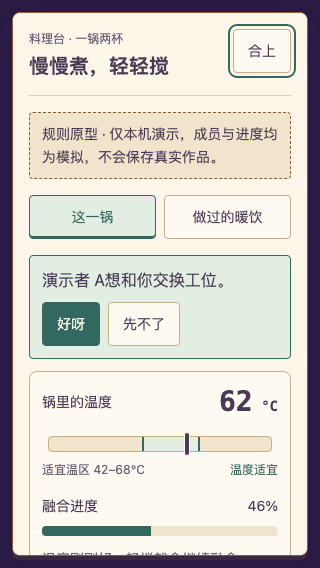 料理台 · 一锅两杯
慢慢煮，轻轻搅
合上
规则原型 · 仅本机演示，成员与进度均
为模拟，不会保存真实作品。
这一锅
做过的暖饮
演示者 A想和你交换工位。
好呀
先不了
锅里的温度
62 °C
适宜温区 42–68°C
温度适宜
融合进度
46%